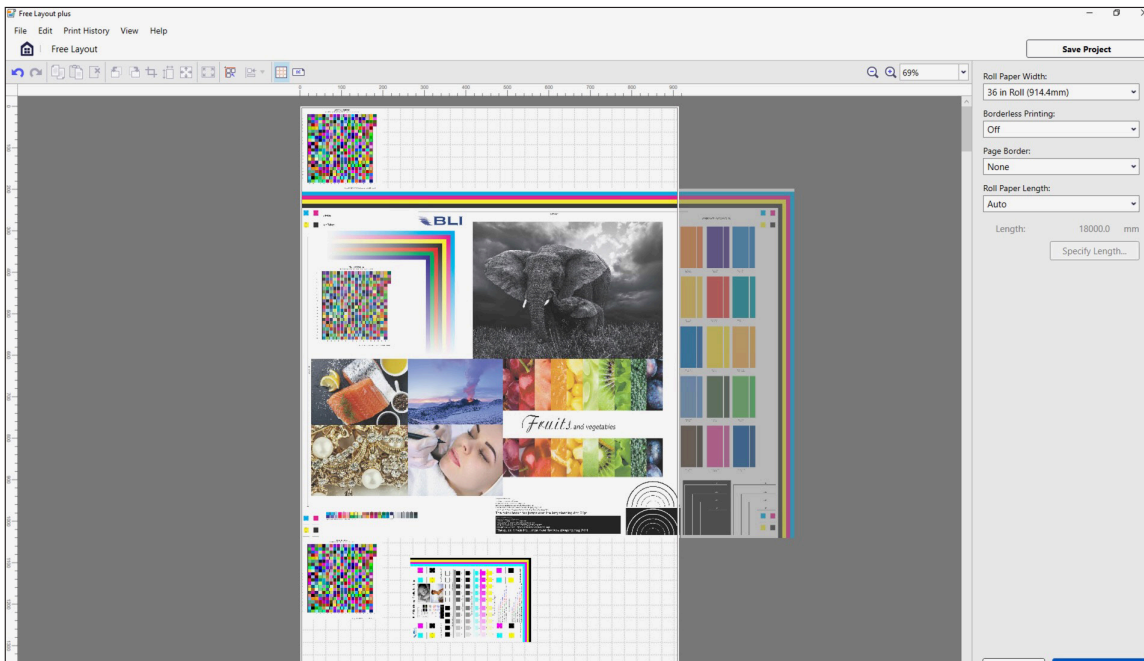 Free Layout plus
File Edit Print History View Help
Free Layout
Save Project
69%
0 100 200 300 400 500 600 700 800 900
Roll Paper Width:
36 in Roll (914.4mm)
Borderless Printing:
Off
Page Border:
None
Roll Paper Length:
Auto
Length: 18000.0 mm
Specify Length...
BLI
Fruits and vegetables